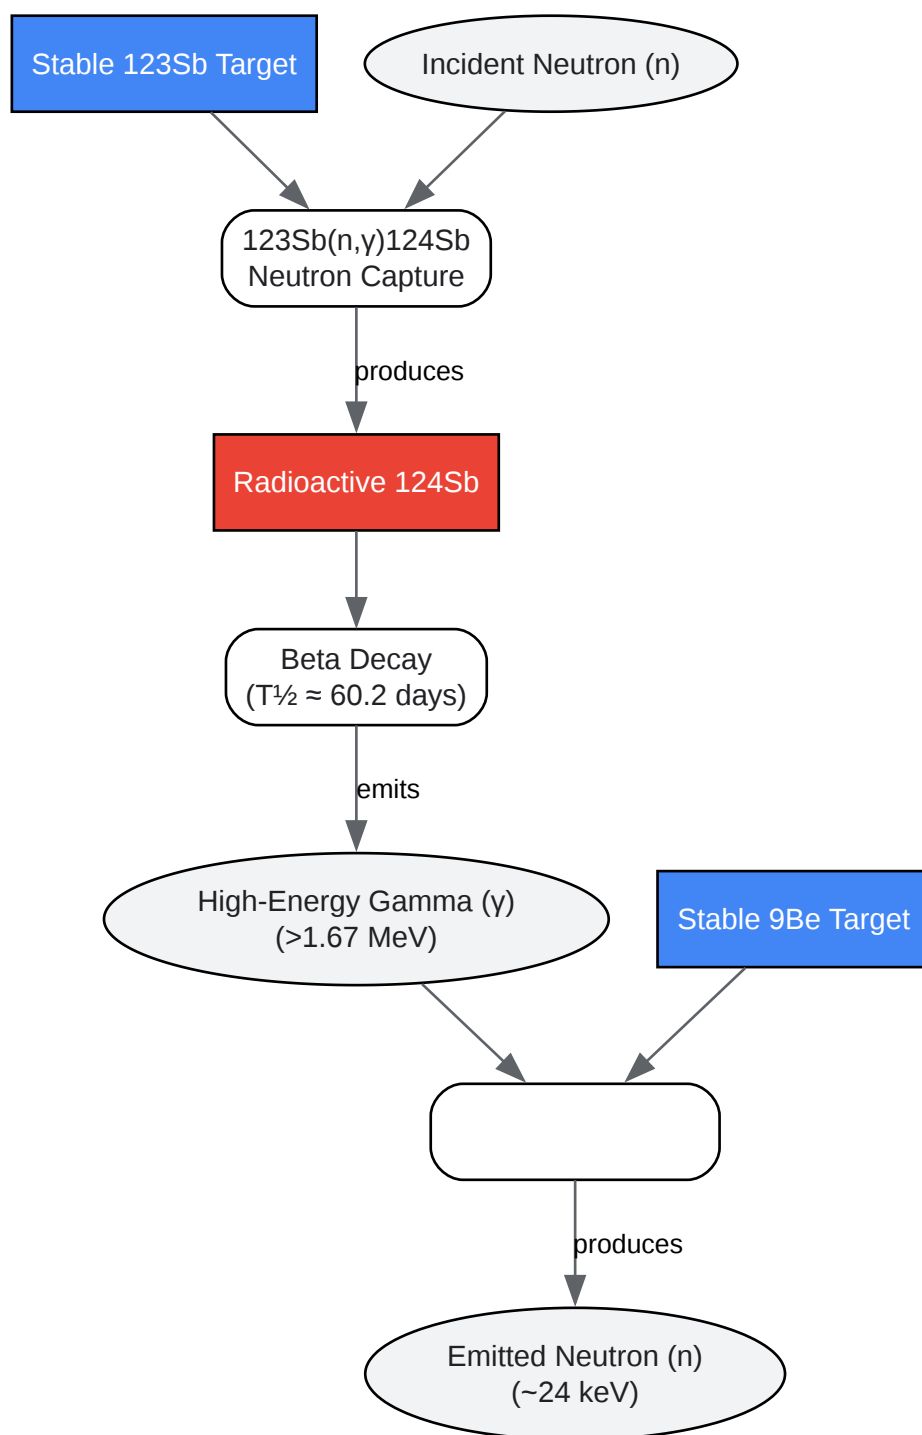 Stable 123Sb Target
Incident Neutron (n)
123Sb(n,γ)124Sb
Neutron Capture
produces
Radioactive 124Sb
Beta Decay
(T½ ≈ 60.2 days)
emits
High-Energy Gamma (γ)
(>1.67 MeV)
Stable 9Be Target
produces
Emitted Neutron (n)
(~24 keV)